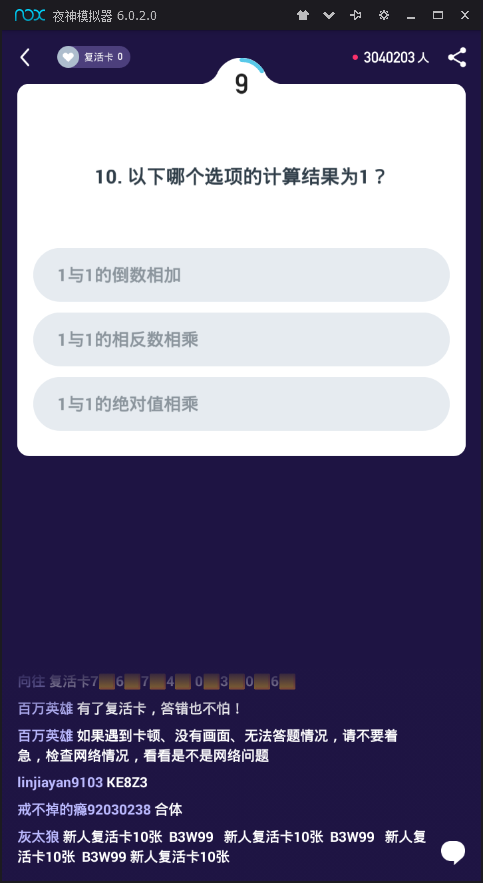 nox 夜神模拟器 6.0.2.0
复活卡 0
3040203 人
9
10. 以下哪个选项的计算结果为1？
1与1的倒数相加
1与1的相反数相乘
1与1的绝对值相乘
向往 复活卡7 6 7 4 0 3 0 6
百万英雄 有了复活卡，答错也不怕！
百万英雄 如果遇到卡顿、没有画面、无法答题情况，请不要着
急，检查网络情况，看看是不是网络问题
linjiayan9103 KE8Z3
戒不掉的瘾92030238 合体
灰太狼 新人复活卡10张 B3W99 新人复活卡10张 B3W99 新人复
活卡10张 B3W99 新人复活卡10张